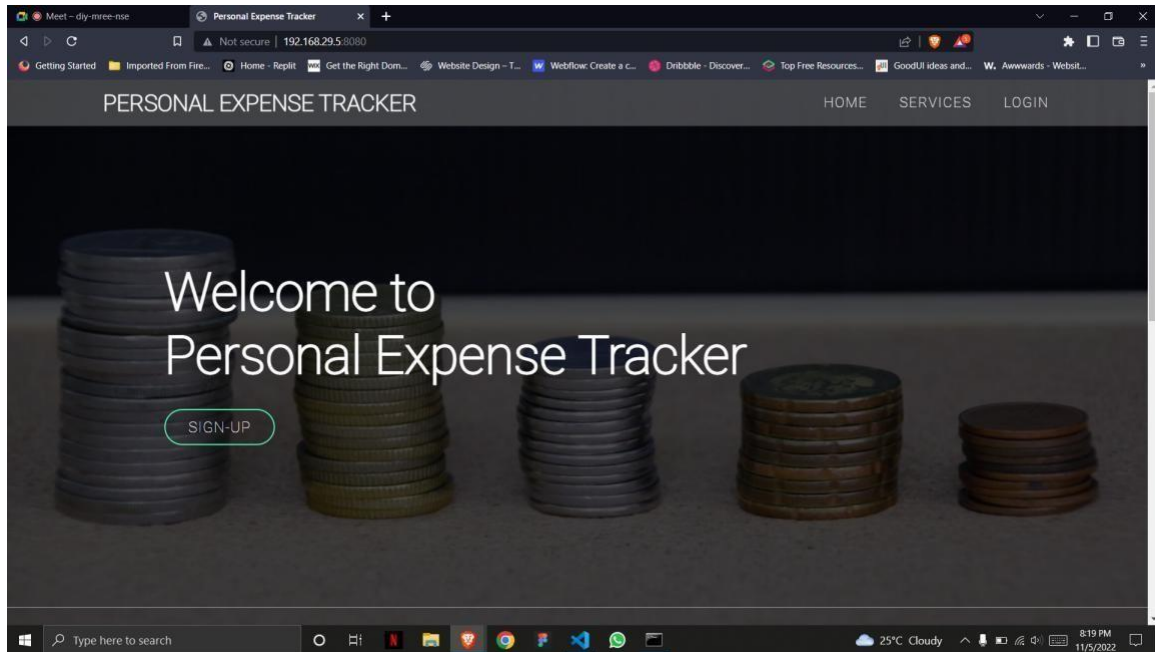 Meet – diy-mree-nse
Personal Expense Tracker
Not secure | 192.168.29.5:8080
Getting Started Imported From Fire... Home - Replit Get the Right Dom... Website Design – T... Webflow: Create a c... Dribbble - Discover... Top Free Resources... GoodUI ideas and... W. Awwwards - Websit... »
PERSONAL EXPENSE TRACKER HOME SERVICES LOGIN
Welcome to
Personal Expense Tracker
SIGN-UP
Type here to search 25°C Cloudy 8:19 PM
11/5/2022